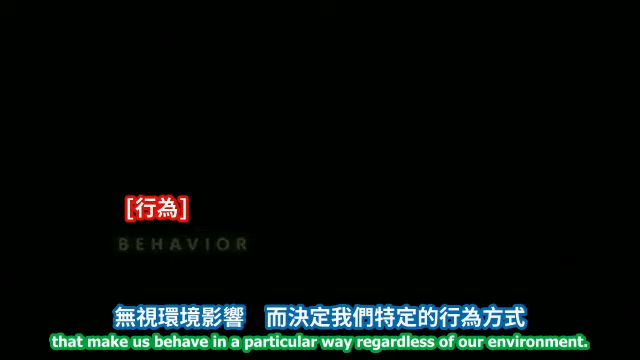 [行為]
BEHAVIOR
無視環境影響 而決定我們特定的行為方式
that make us behave in a particular way regardless of our environment.